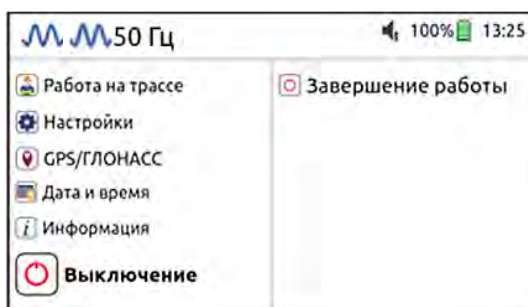 50 Гц 100% 13:25
Работа на трассе
Настройки
GPS/ГЛОНАСС
Дата и время
Информация
Выключение
Завершение работы